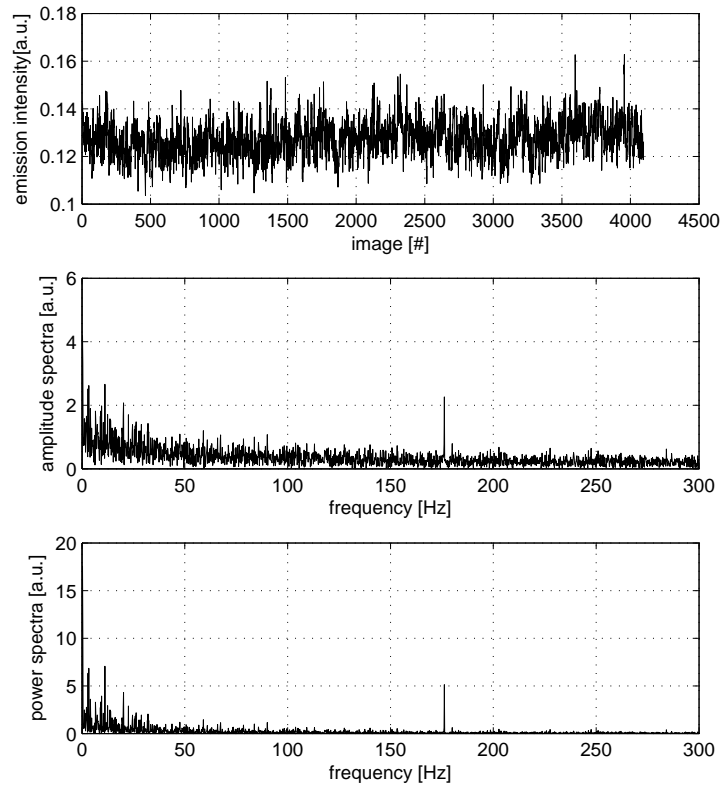 0.18
0.16
0.14
0.12
0.1
emission intensity[a.u.]
0 500 1000 1500 2000 2500 3000 3500 4000 4500
image [#]
6
4
2
0
amplitude spectra [a.u.]
0 50 100 150 200 250 300
frequency [Hz]
20
15
10
5
0
power spectra [a.u.]
0 50 100 150 200 250 300
frequency [Hz]